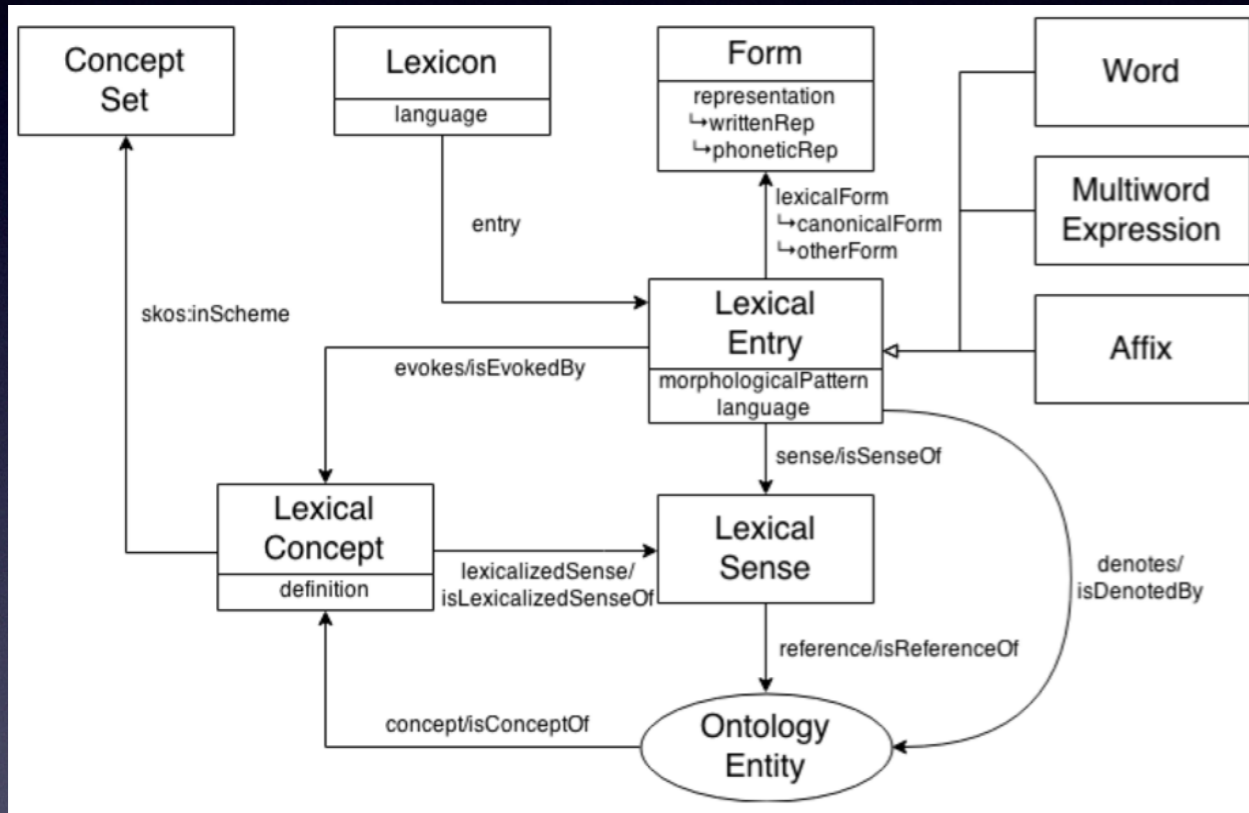 Concept
Set
Lexicon
language
Form
representation
↳writtenRep
↳phoneticRep
Word
lexicalForm
↳canonicalForm
↳otherForm
Multiword
Expression
entry
skos:inScheme
Lexical
Entry
morphologicalPattern
language
Affix
evokes/isEvokedBy
sense/isSenseOf
Lexical
Concept
definition
lexicalizedSense/
isLexicalizedSenseOf
Lexical
Sense
denotes/
isDenotedBy
reference/isReferenceOf
concept/isConceptOf
Ontology
Entity